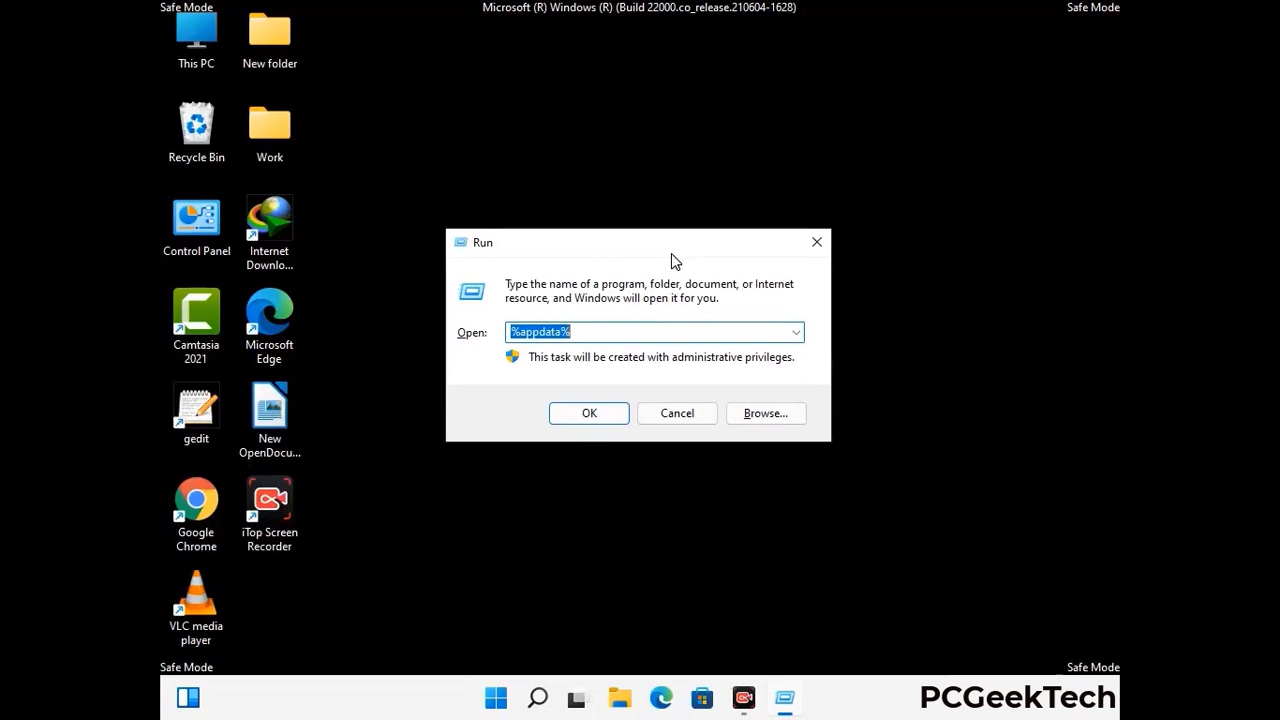 Safe Mode
Microsoft (R) Windows (R) (Build 22000.co_release.210604-1628)
Safe Mode
This PC
New folder
Recycle Bin
Work
Control Panel
Internet
Downlo...
Camtasia
2021
Microsoft
Edge
gedit
New
OpenDocu...
Google
Chrome
iTop Screen
Recorder
VLC media
player
Run
Type the name of a program, folder, document, or Internet
resource, and Windows will open it for you.
Open:
%appdata%
This task will be created with administrative privileges.
OK
Cancel
Browse...
Safe Mode
Safe Mode
PCGeekTech